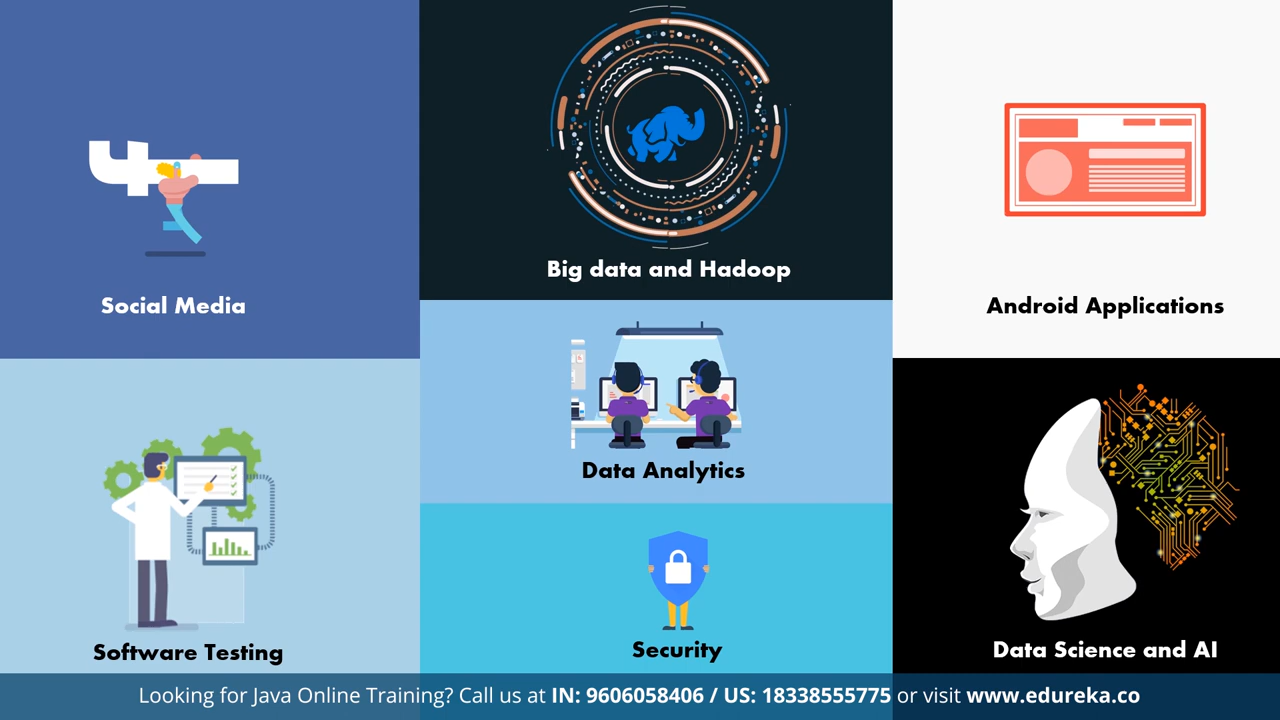 Social Media
Big data and Hadoop
Android Applications
Data Analytics
Software Testing
Security
Data Science and AI
Looking for Java Online Training? Call us at IN: 9606058406 / US: 18338555775 or visit www.edureka.co